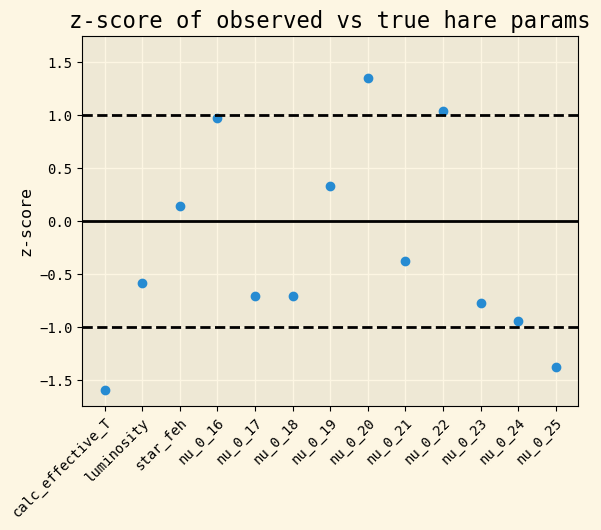 z-score of observed vs true hare params
z-score
1.5
1.0
0.5
0.0
−0.5
−1.0
−1.5
calc_effective_T
luminosity
star_feh
nu_0_16
nu_0_17
nu_0_18
nu_0_19
nu_0_20
nu_0_21
nu_0_22
nu_0_23
nu_0_24
nu_0_25